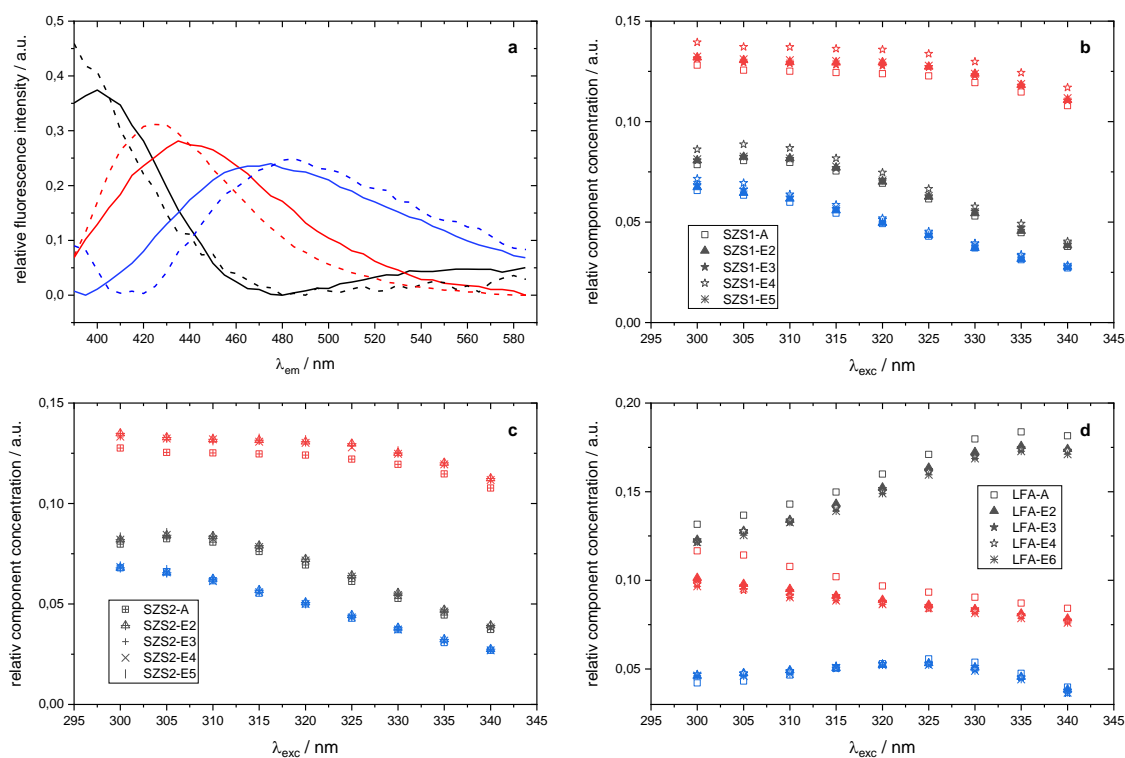 a
relative fluorescence intensity / a.u.
0,5
0,4
0,3
0,2
0,1
0,0
400 420 440 460 480 500 520 540 560 580
λem / nm
b
relativ component concentration / a.u.
0,15
0,10
0,05
0,00
SZS1-A
SZS1-E2
SZS1-E3
SZS1-E4
SZS1-E5
295 300 305 310 315 320 325 330 335 340 345
λexc / nm
c
relativ component concentration / a.u.
0,15
0,10
0,05
0,00
SZS2-A
SZS2-E2
SZS2-E3
SZS2-E4
SZS2-E5
295 300 305 310 315 320 325 330 335 340 345
λexc / nm
d
relativ component concentration / a.u.
0,20
0,15
0,10
0,05
LFA-A
LFA-E2
LFA-E3
LFA-E4
LFA-E6
295 300 305 310 315 320 325 330 335 340 345
λexc / nm